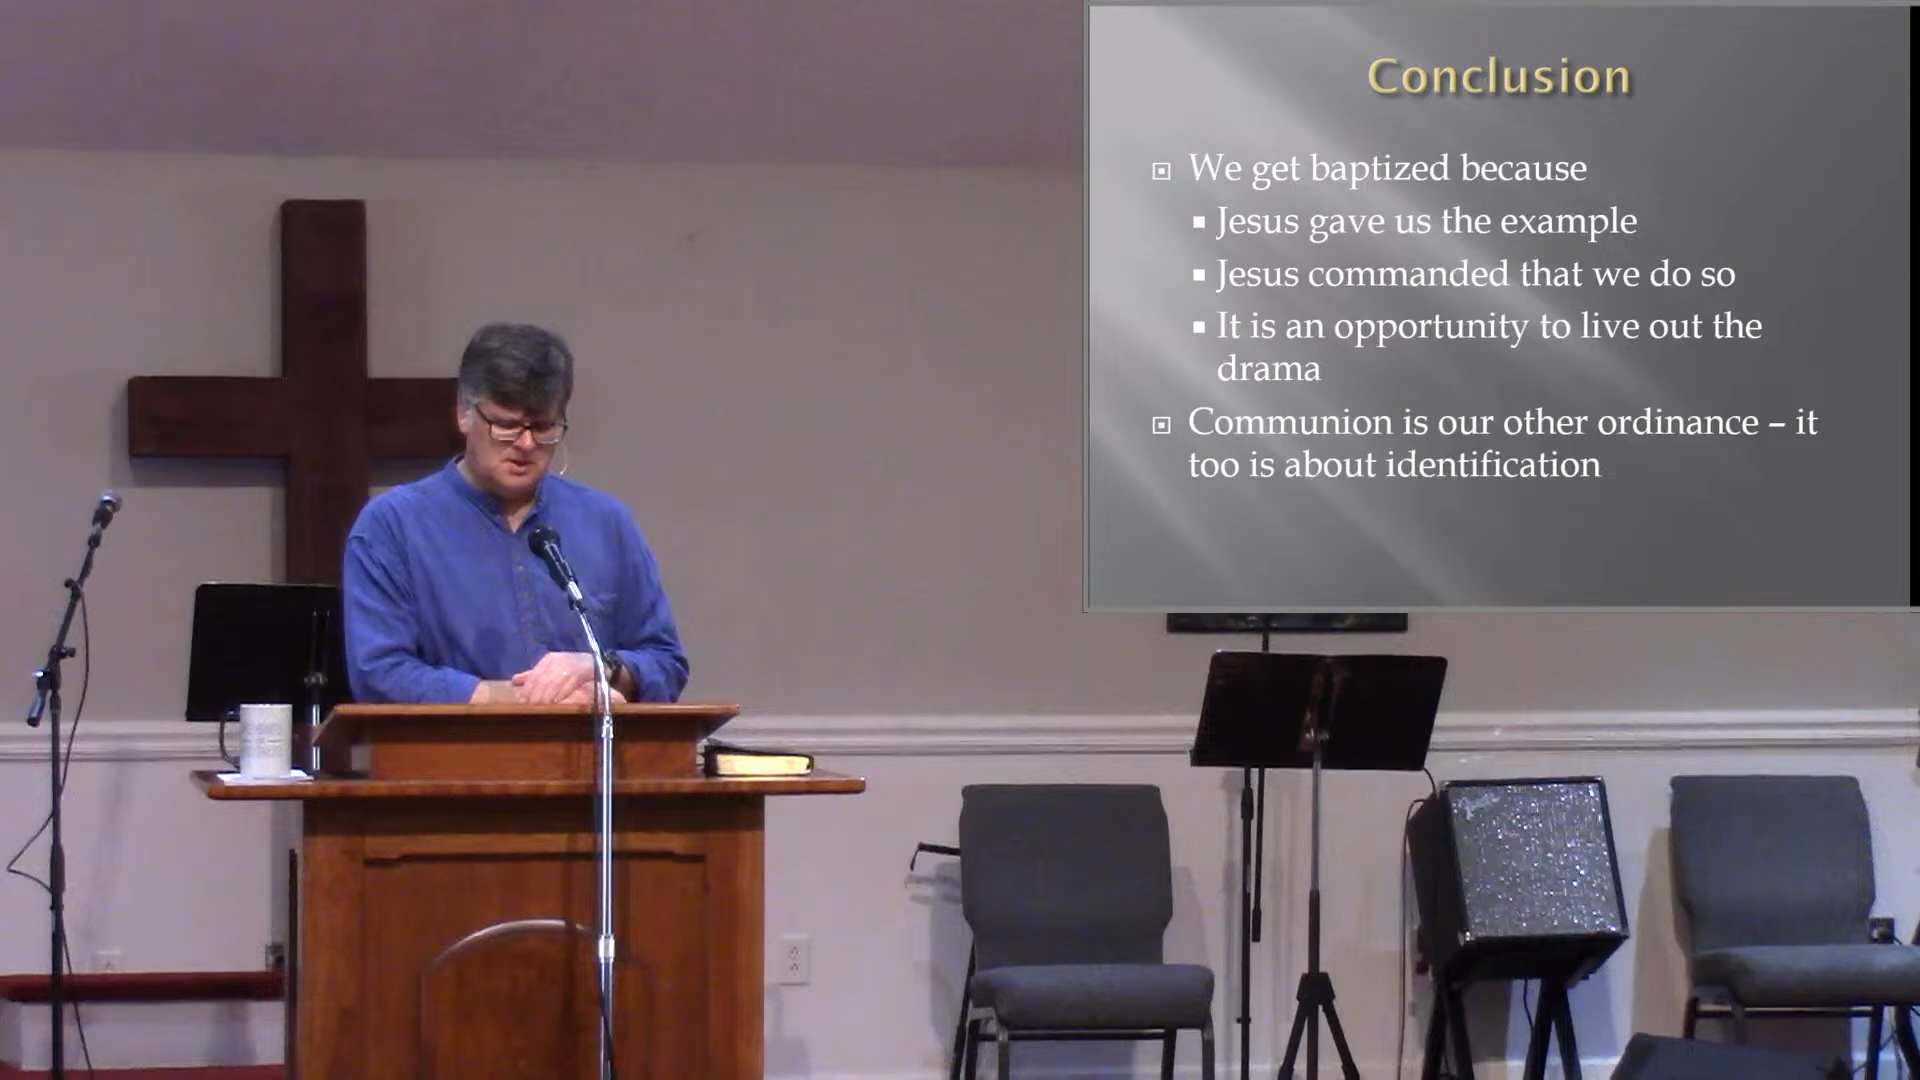 Conclusion
We get baptized because
Jesus gave us the example
Jesus commanded that we do so
It is an opportunity to live out the
drama
Communion is our other ordinance – it
too is about identification